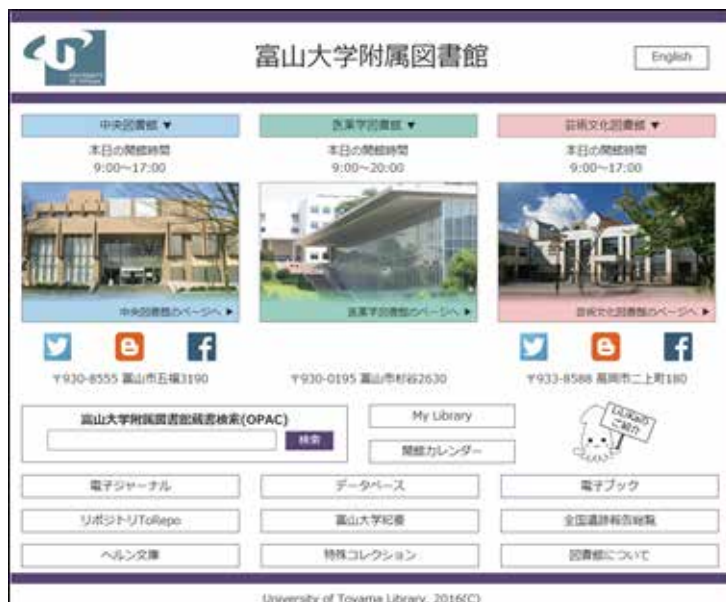 UNIVERSITY OF TOYAMA
富山大学附属図書館
English
中央図書館 ▼
医薬学図書館 ▼
芸術文化図書館 ▼
本日の開館時間
9:00～17:00
本日の開館時間
9:00～20:00
本日の開館時間
9:00～17:00
中央図書館のページへ ▶
医薬学図書館のページへ ▶
芸術文化図書館のページへ ▶
〒930-8555 富山市五福3190
〒930-0195 富山市杉谷2630
〒933-8588 高岡市二上町180
富山大学附属図書館蔵書検索(OPAC)
検索
My Library
開館カレンダー
のご紹介
電子ジャーナル
データベース
電子ブック
リポジトリToRepo
富山大学紀要
全国遺跡報告総覧
ヘルン文庫
特殊コレクション
図書館について
University of Toyama Library, 2016(C)